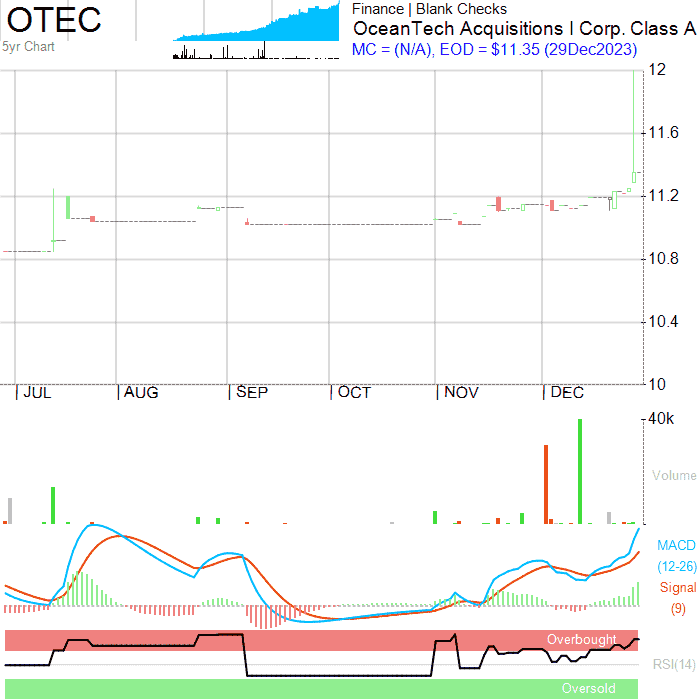 OTEC
5yr Chart
Finance | Blank Checks
OceanTech Acquisitions I Corp. Class A
MC = (N/A), EOD = $11.35 (29Dec2023)
12
11.6
11.2
10.8
10.4
10
JUL AUG SEP OCT NOV DEC
40k
Volume
MACD
(12-26)
Signal
(9)
Overbought
RSI(14)
Oversold